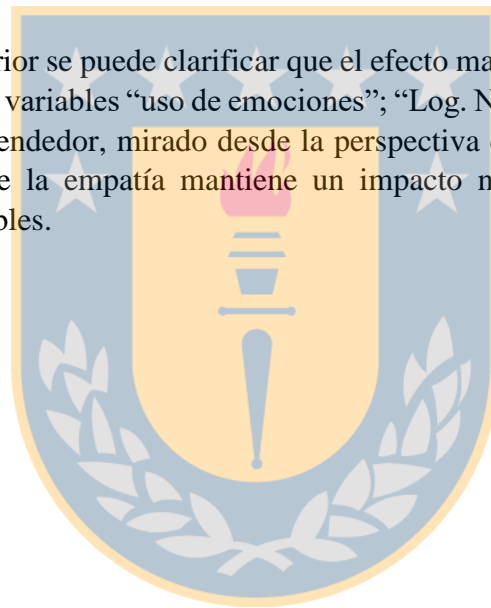 rior se puede clarificar que el efecto ma
variables “uso de emociones”; “Log. N
endedor, mirado desde la perspectiva
e la empatía mantiene un impacto
bles.